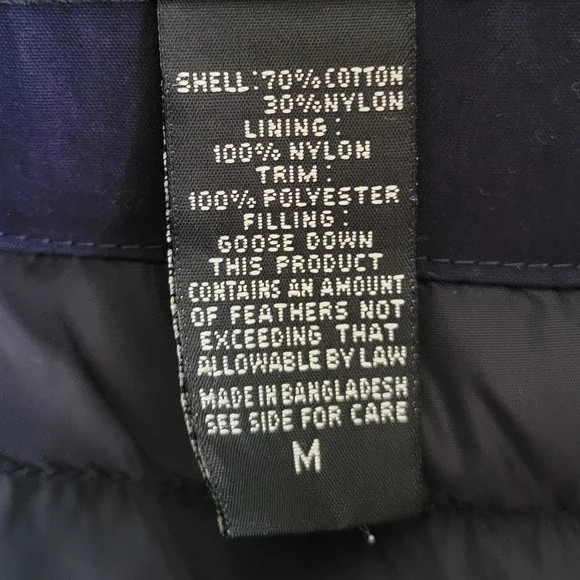 SHELL: 70% COTTON
30% NYLON
LINING:
100% NYLON
TRIM:
100% POLYESTER
FILLING:
GOOSE DOWN
THIS PRODUCT
CONTAINS AN AMOUNT
OF FEATHERS NOT
EXCEEDING THAT
ALLOWABLE BY LAW
MADE IN BANGLADESH
SEE SIDE FOR CARE
M